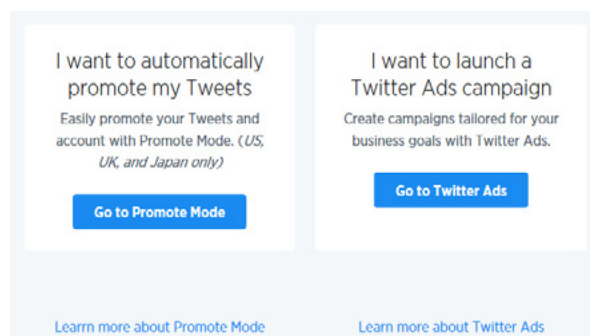 I want to automatically
promote my Tweets
Easily promote your Tweets and
account with Promote Mode. (US,
UK, and Japan only)
Go to Promote Mode
Learrn more about Promote Mode
I want to launch a
Twitter Ads campaign
Create campaigns tailored for your
business goals with Twitter Ads.
Go to Twitter Ads
Learn more about Twitter Ads